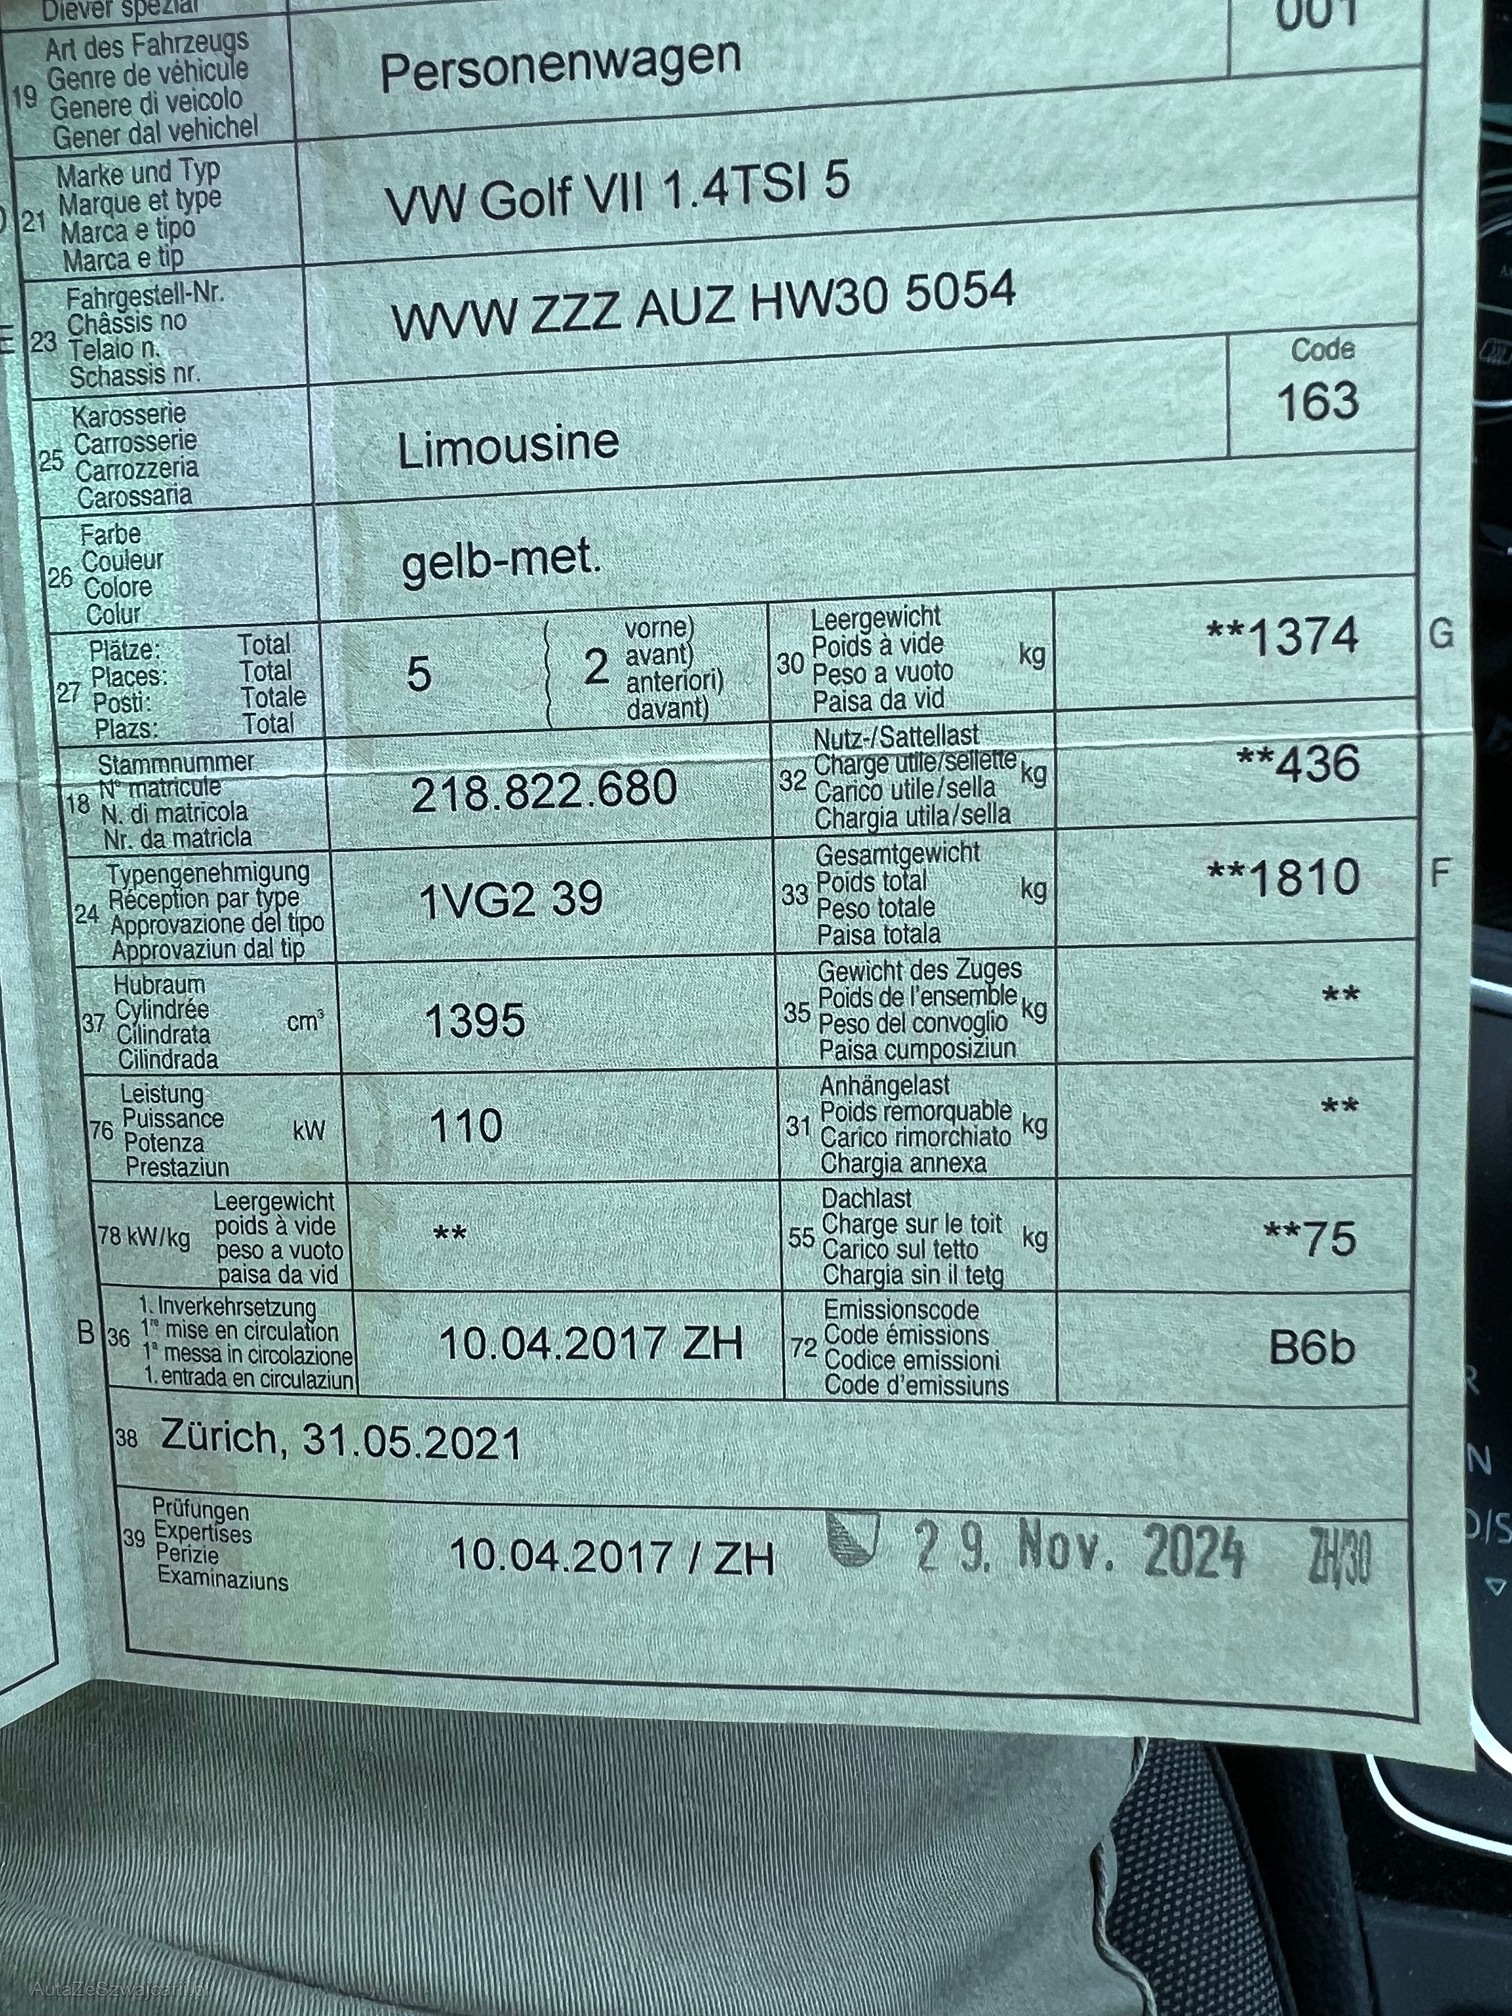 Diever spezial
001
19
Art des Fahrzeugs
Genre de véhicule
Genere di veicolo
Gener dal vehichel
Personenwagen
D 21
Marke und Typ
Marque et type
Marca e tipo
Marca e tip
VW Golf VII 1.4TSI 5
E 23
Fahrgestell-Nr.
Châssis no
Telaio n.
Schassis nr.
WVW ZZZ AUZ HW30 5054
25
Karosserie
Carrosserie
Carrozzeria
Carossaria
Limousine
Code
163
26
Farbe
Couleur
Colore
Colur
gelb-met.
27
Plätze: Total
Places: Total
Posti: Totale
Plazs: Total
5
2
vorne)
avant)
anteriori)
davant)
30
Leergewicht
Poids à vide
Peso a vuoto
Paisa da vid
kg
**1374
G
18
Stammnummer
N° matricule
N. di matricola
Nr. da matricla
218.822.680
32
Nutz-/Sattellast
Charge utile/sellette
Carico utile/sella
Chargia utila/sella
kg
**436
24
Typengenehmigung
Réception par type
Approvazione del tipo
Approvaziun dal tip
1VG2 39
33
Gesamtgewicht
Poids total
Peso totale
Paisa totala
kg
**1810
F
37
Hubraum
Cylindrée
Cilindrata
Cilindrada
cm³
1395
35
Gewicht des Zuges
Poids de l'ensemble
Peso del convoglio
Paisa cumposiziun
kg
**
76
Leistung
Puissance
Potenza
Prestaziun
kW
110
31
Anhängelast
Poids remorquable
Carico rimorchiato
Chargia annexa
kg
**
78 kW/kg
Leergewicht
poids à vide
peso a vuoto
paisa da vid
**
55
Dachlast
Charge sur le toit
Carico sul tetto
Chargia sin il tetg
kg
**75
B 36
1. Inverkehrsetzung
1re mise en circulation
1a messa in circolazione
1. entrada en circulaziun
10.04.2017 ZH
72
Emissionscode
Code émissions
Codice emissioni
Code d'emissiuns
B6b
38 Zürich, 31.05.2021
39
Prüfungen
Expertises
Perizie
Examinaziuns
10.04.2017 / ZH
29. Nov. 2024 ZH/30
R
N
D/S